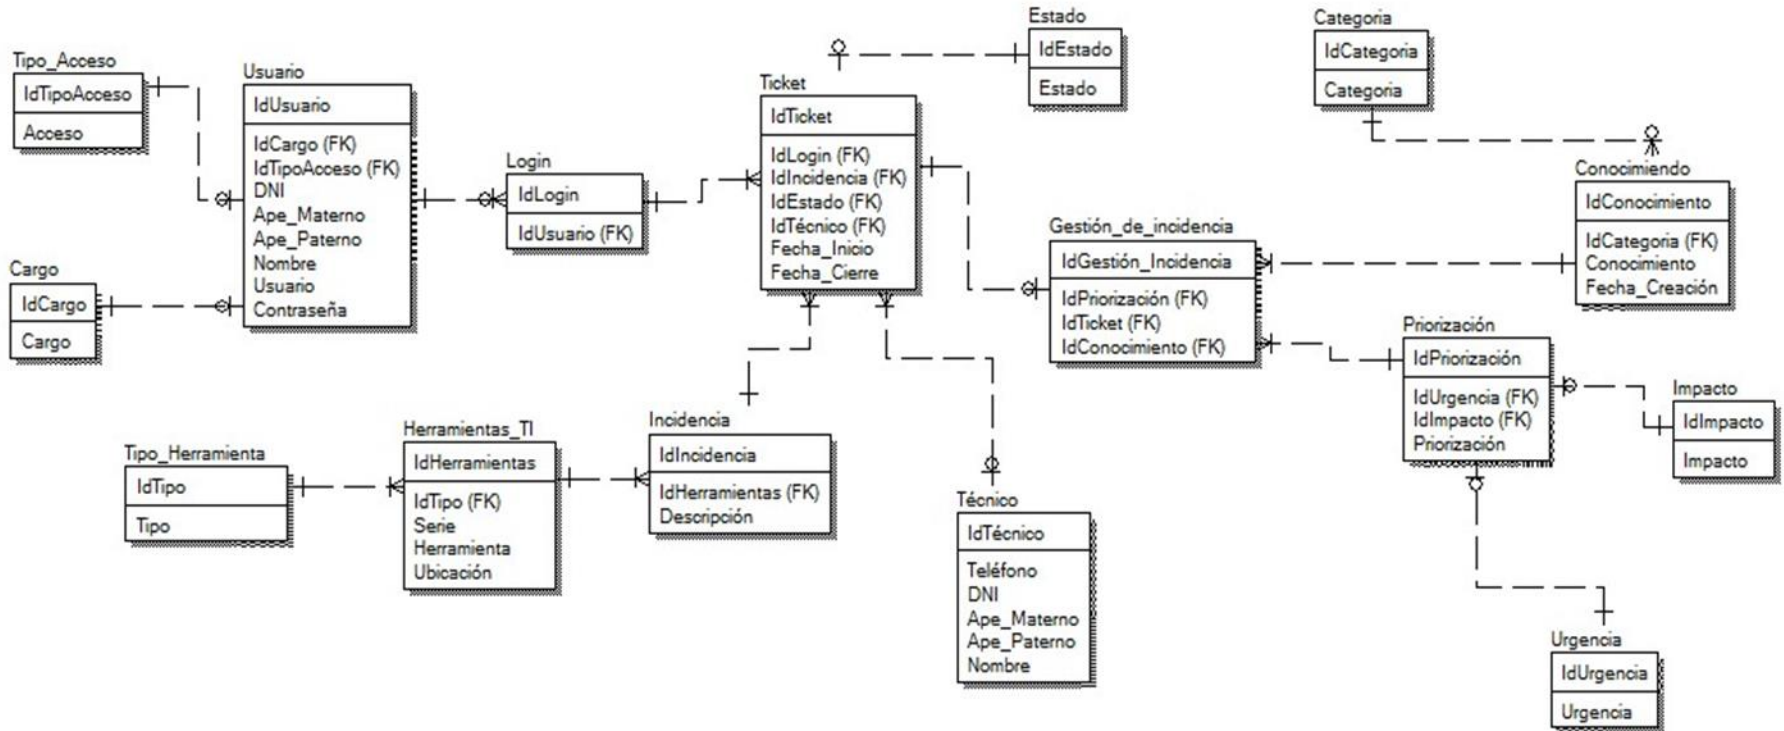 Tipo_Acceso
IdTipoAcceso
Acceso
Cargo
IdCargo
Cargo
Usuario
IdUsuario
IdCargo (FK)
IdTipoAcceso (FK)
DNI
Ape_Materno
Ape_Paterno
Nombre
Usuario
Contraseña
Login
IdLogin
IdUsuario (FK)
Ticket
IdTicket
IdLogin (FK)
IdIncidencia (FK)
IdEstado (FK)
IdTécnico (FK)
Fecha_Inicio
Fecha_Cierre
Estado
IdEstado
Estado
Categoria
IdCategoria
Categoria
Conocimiendo
IdConocimiento
IdCategoria (FK)
Conocimiento
Fecha_Creación
Gestión_de_incidencia
IdGestión_Incidencia
IdPriorización (FK)
IdTicket (FK)
IdConocimiento (FK)
Priorización
IdPriorización
IdUrgencia (FK)
IdImpacto (FK)
Priorización
Impacto
IdImpacto
Impacto
Tipo_Herramienta
IdTipo
Tipo
Herramientas_TI
IdHerramientas
IdTipo (FK)
Serie
Herramienta
Ubicación
Incidencia
IdIncidencia
IdHerramientas (FK)
Descripción
Técnico
IdTécnico
Teléfono
DNI
Ape_Materno
Ape_Paterno
Nombre
Urgencia
IdUrgencia
Urgencia